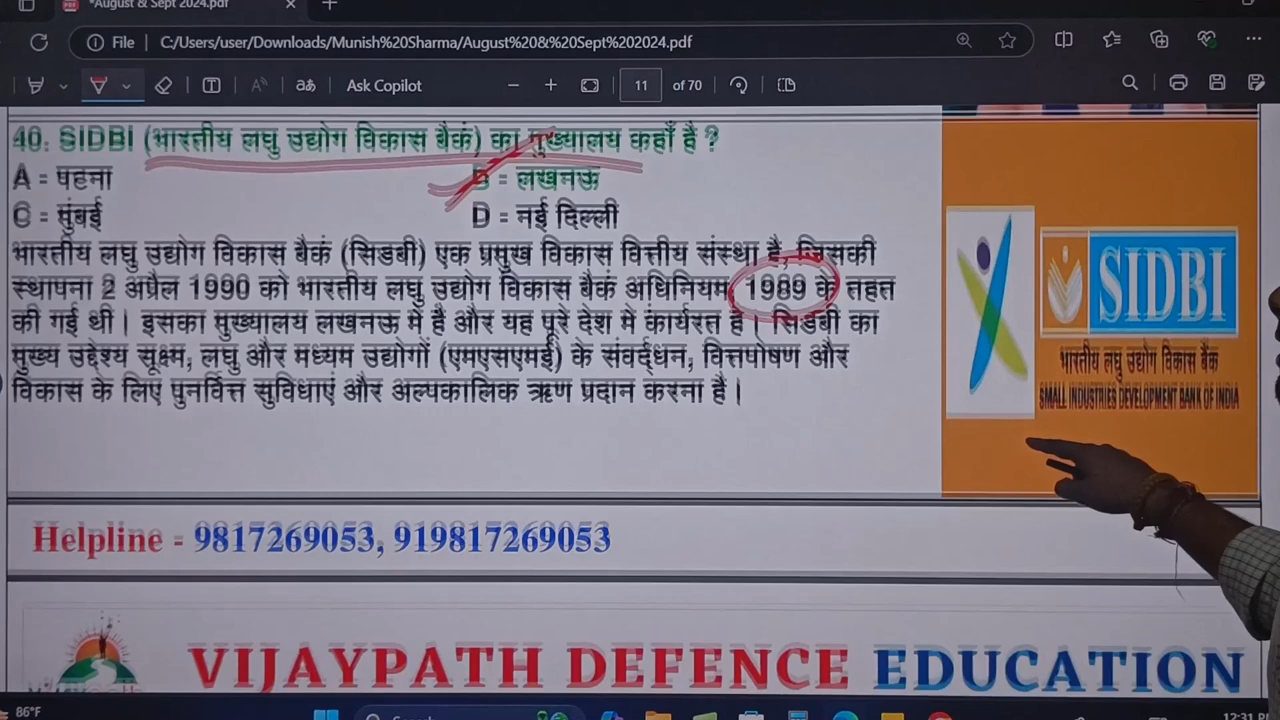 *August & Sept 2024.pdf
File | C:/Users/user/Downloads/Munish%20Sharma/August%20&%20Sept%202024.pdf
aあ Ask Copilot 11 of 70
40. SIDBI (भारतीय लघु उद्योग विकास बैकं) का मुख्यालय कहाँ है ?
A = पटना
B = लखनऊ
C = मुंबई
D = नई दिल्ली
भारतीय लघु उद्योग विकास बैकं (सिडबी) एक प्रमुख विकास वित्तीय संस्था है, जिसकी
स्थापना 2 अप्रैल 1990 को भारतीय लघु उद्योग विकास बैकं अधिनियम 1989 के तहत
की गई थी। इसका मुख्यालय लखनऊ में है और यह पूरे देश मे कंार्यरत है। सिडबी का
मुख्य उद्देश्य सूक्ष्म, लघु और मध्यम उद्योगों (एमएसएमई) के संवर्द्धन, वित्तपोषण और
विकास के लिए पुनर्वित्त सुविधाएं और अल्पकालिक ऋण प्रदान करना है।
SIDBI
भारतीय लघु उद्योग विकास बैंक
SMALL INDUSTRIES DEVELOPMENT BANK OF INDIA
Helpline - 9817269053, 919817269053
VIJAYPATH DEFENCE EDUCATION
86°F
12:31 PM